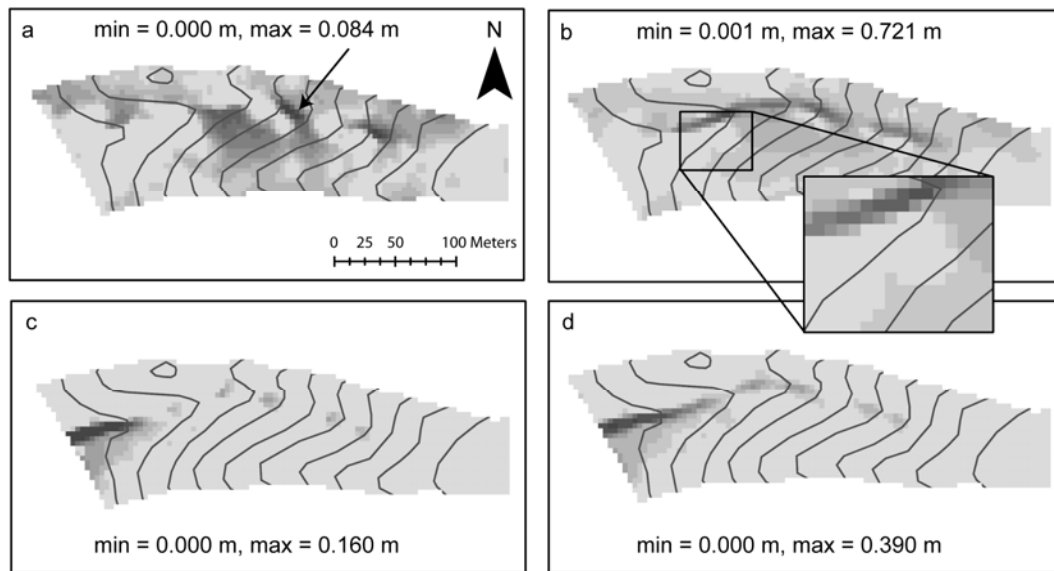 a
min = 0.000 m, max = 0.084 m
N
0 25 50 100 Meters
b
min = 0.001 m, max = 0.721 m
c
min = 0.000 m, max = 0.160 m
d
min = 0.000 m, max = 0.390 m